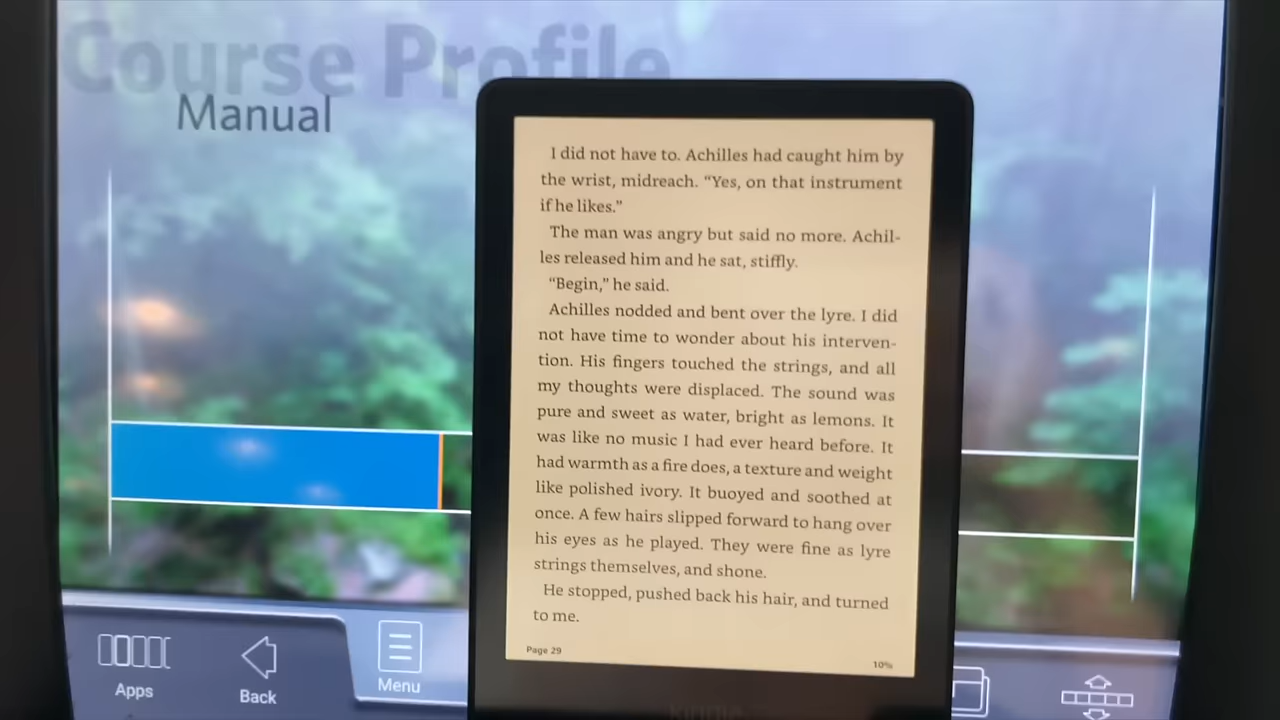 Course Profile
Manual
I did not have to. Achilles had caught him by
the wrist, midreach. “Yes, on that instrument
if he likes.”
The man was angry but said no more. Achil-
les released him and he sat, stiffly.
“Begin,” he said.
Achilles nodded and bent over the lyre. I did
not have time to wonder about his interven-
tion. His fingers touched the strings, and all
my thoughts were displaced. The sound was
pure and sweet as water, bright as lemons. It
was like no music I had ever heard before. It
had warmth as a fire does, a texture and weight
like polished ivory. It buoyed and soothed at
once. A few hairs slipped forward to hang over
his eyes as he played. They were fine as lyre
strings themselves, and shone.
He stopped, pushed back his hair, and turned
to me.
Page 29
10%
Apps
Back
Menu
kindle